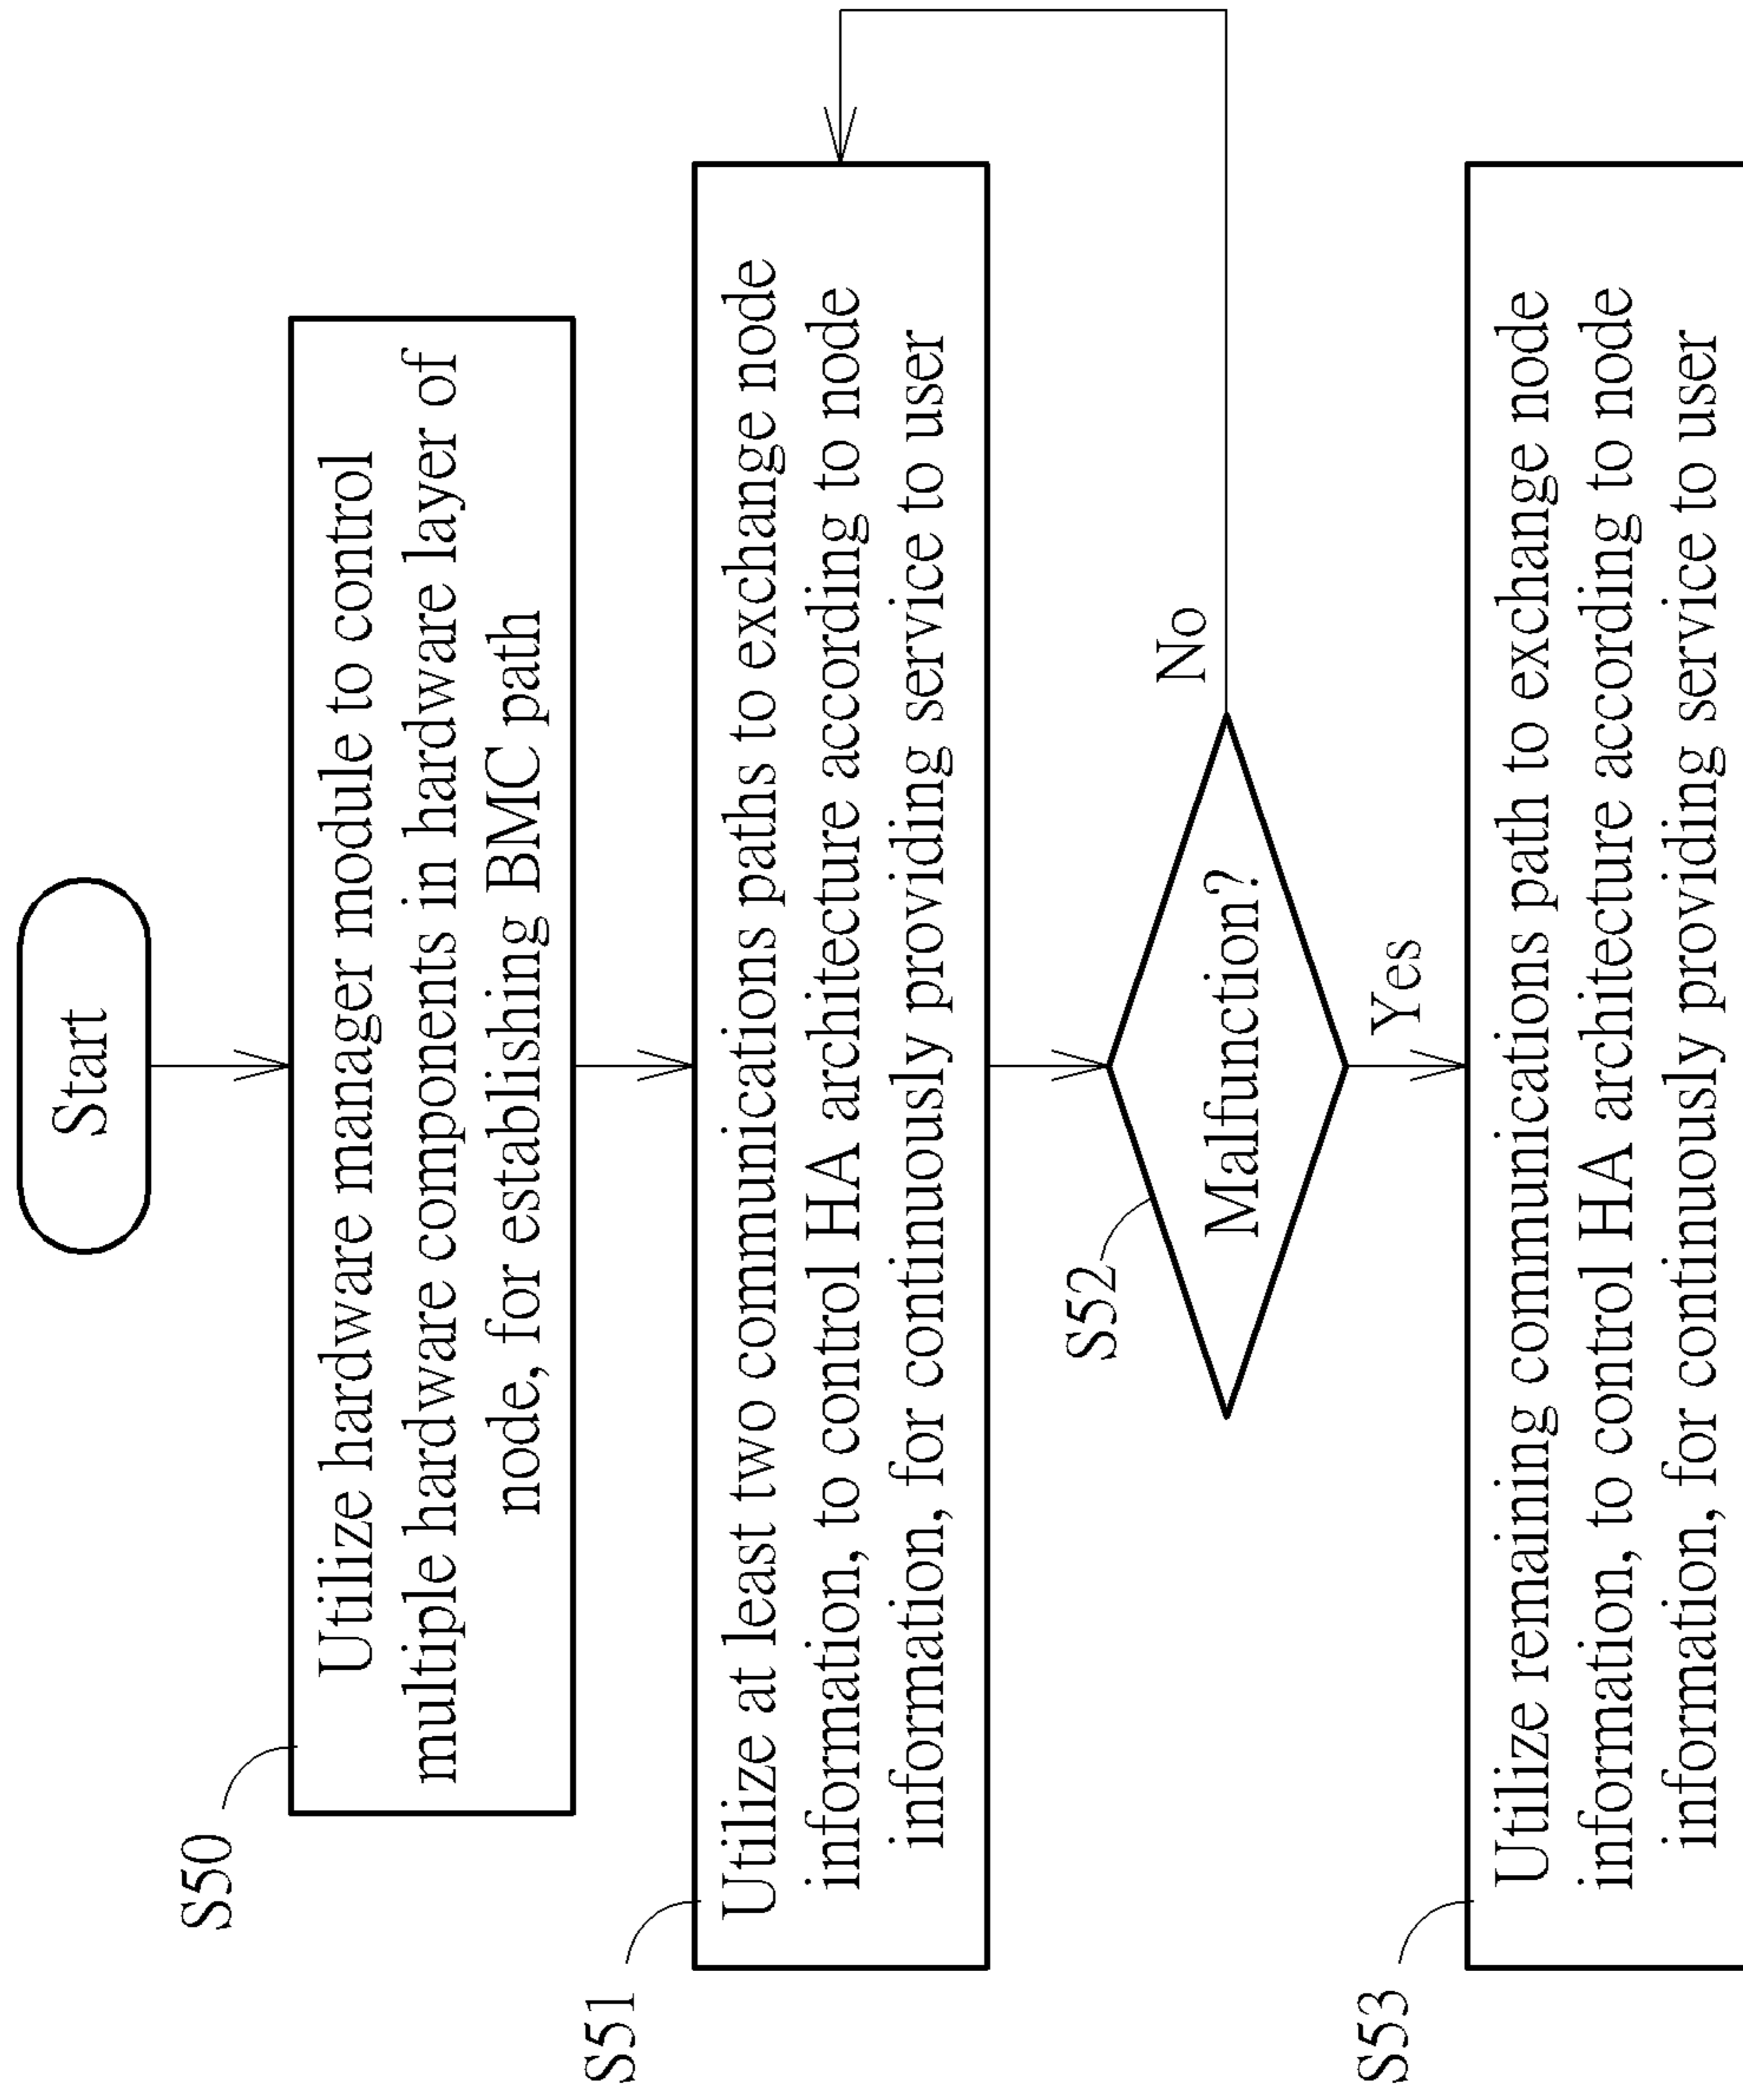 Start
S50
Utilize hardware manager module to control
multiple hardware components in hardware layer of
node, for establishing BMC path
S51
Utilize at least two communications paths to exchange node
information, to control HA architecture according to node
information, for continuously providing service to user
S52
Malfunction?
No
Yes
S53
Utilize remaining communications path to exchange node
information, to control HA architecture according to node
information, for continuously providing service to user